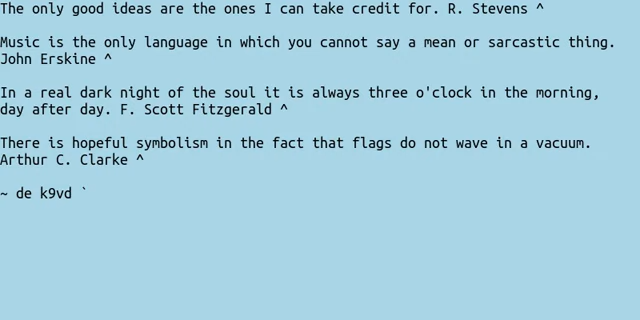 The only good ideas are the ones I can take credit for. R. Stevens ^
Music is the only language in which you cannot say a mean or sarcastic thing.
John Erskine ^
In a real dark night of the soul it is always three o'clock in the morning,
day after day. F. Scott Fitzgerald ^
There is hopeful symbolism in the fact that flags do not wave in a vacuum.
Arthur C. Clarke ^
~ de k9vd `